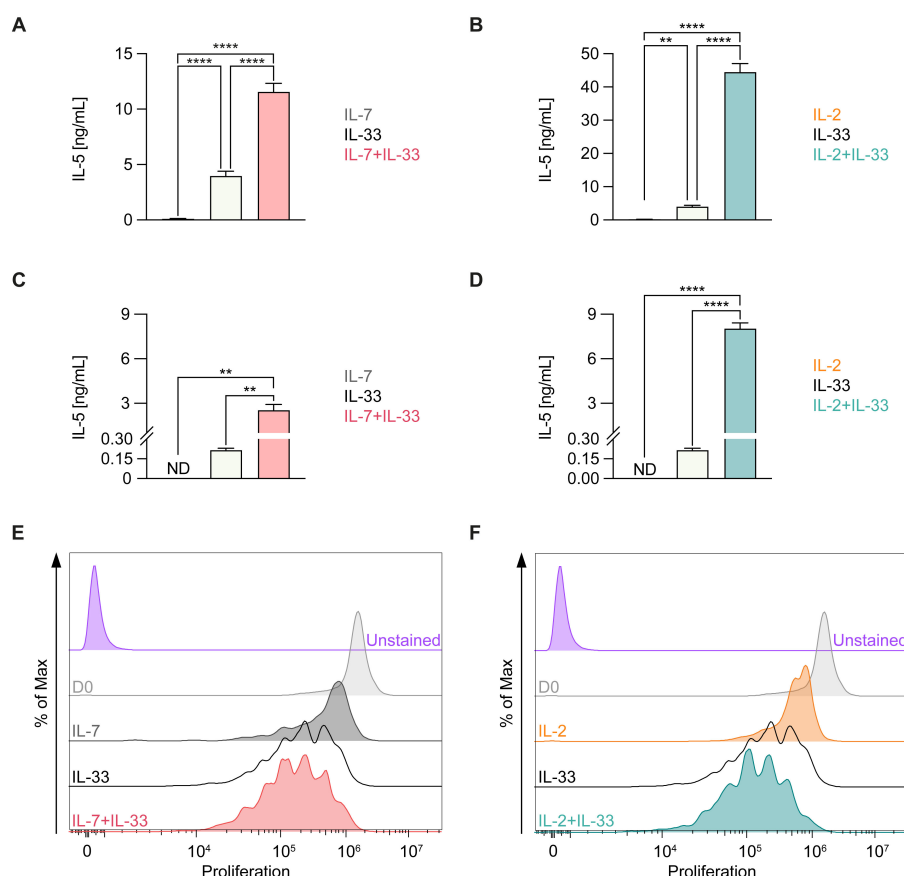 A
IL-5 [ng/mL]
15
10
5
0
****
**** ****
IL-7
IL-33
IL-7+IL-33
B
IL-5 [ng/mL]
50
40
30
20
10
0
****
** ****
IL-2
IL-33
IL-2+IL-33
C
IL-5 [ng/mL]
9
6
3
0.30
0.15
0
**
**
ND
IL-7
IL-33
IL-7+IL-33
D
IL-5 [ng/mL]
9
6
3
0.30
0.15
0.00
****
****
ND
IL-2
IL-33
IL-2+IL-33
E
% of Max
Unstained
D0
IL-7
IL-33
IL-7+IL-33
0 10⁴ 10⁵ 10⁶ 10⁷
Proliferation
F
% of Max
Unstained
D0
IL-2
IL-33
IL-2+IL-33
0 10⁴ 10⁵ 10⁶ 10⁷
Proliferation